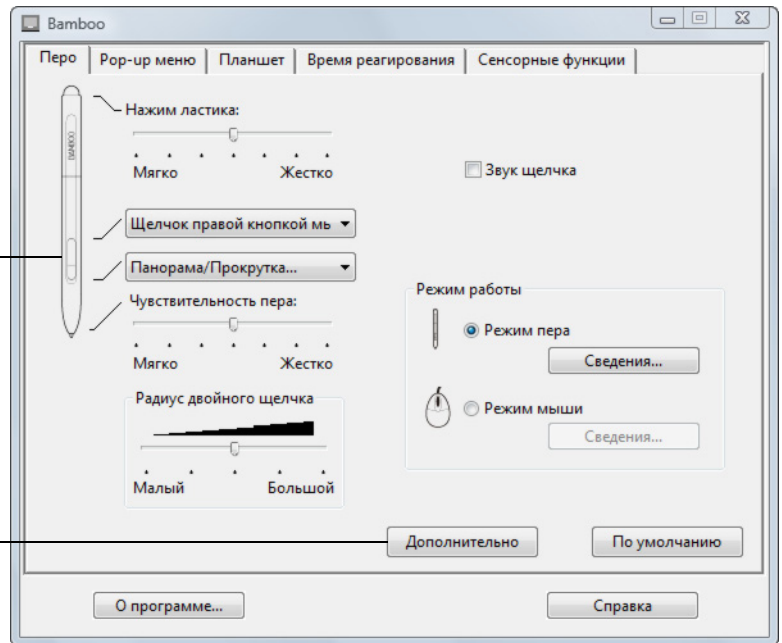 Bamboo
Перо Pop-up меню Планшет Время реагирования Сенсорные функции
BAMBOO
Нажим ластика:
Мягко Жестко
Звук щелчка
Щелчок правой кнопкой мь
Панорама/Прокрутка...
Чувствительность пера:
Мягко Жестко
Радиус двойного щелчка
Малый Большой
Режим работы
Режим пера
Сведения...
Режим мыши
Сведения...
Дополнительно По умолчанию
О программе... Справка